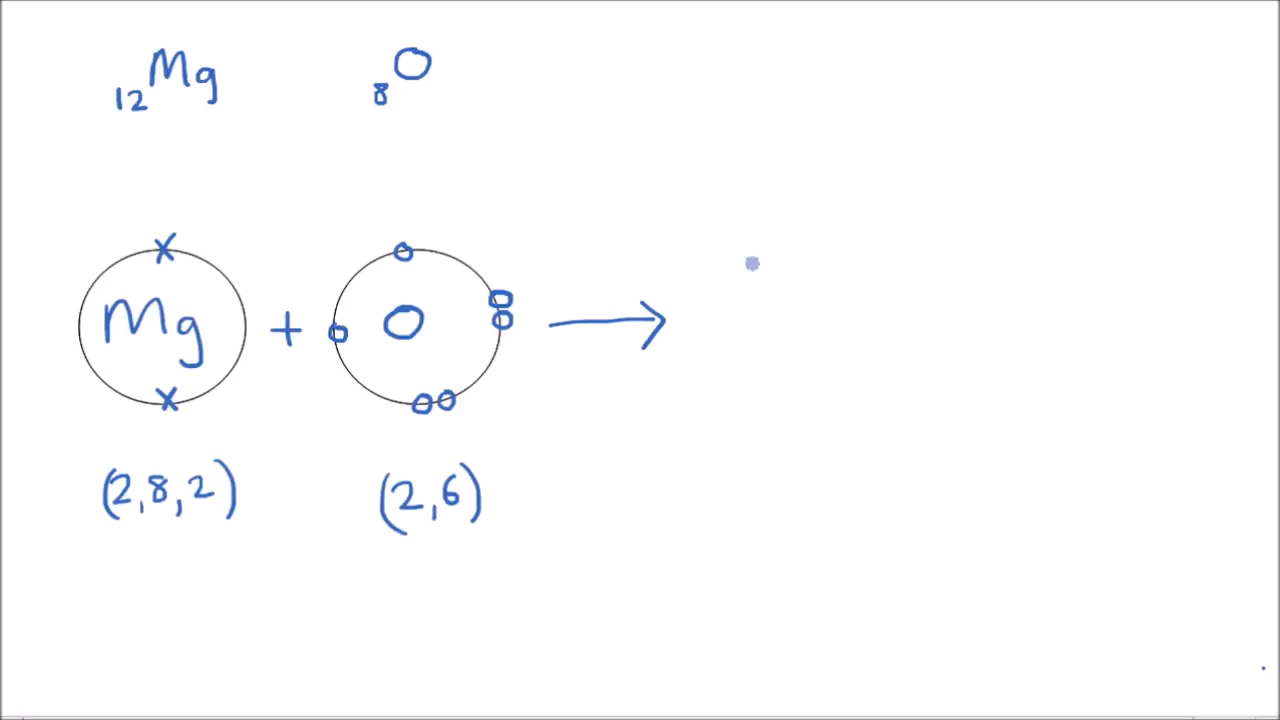 12Mg 8O
Mg + O →
(2,8,2) (2,6)